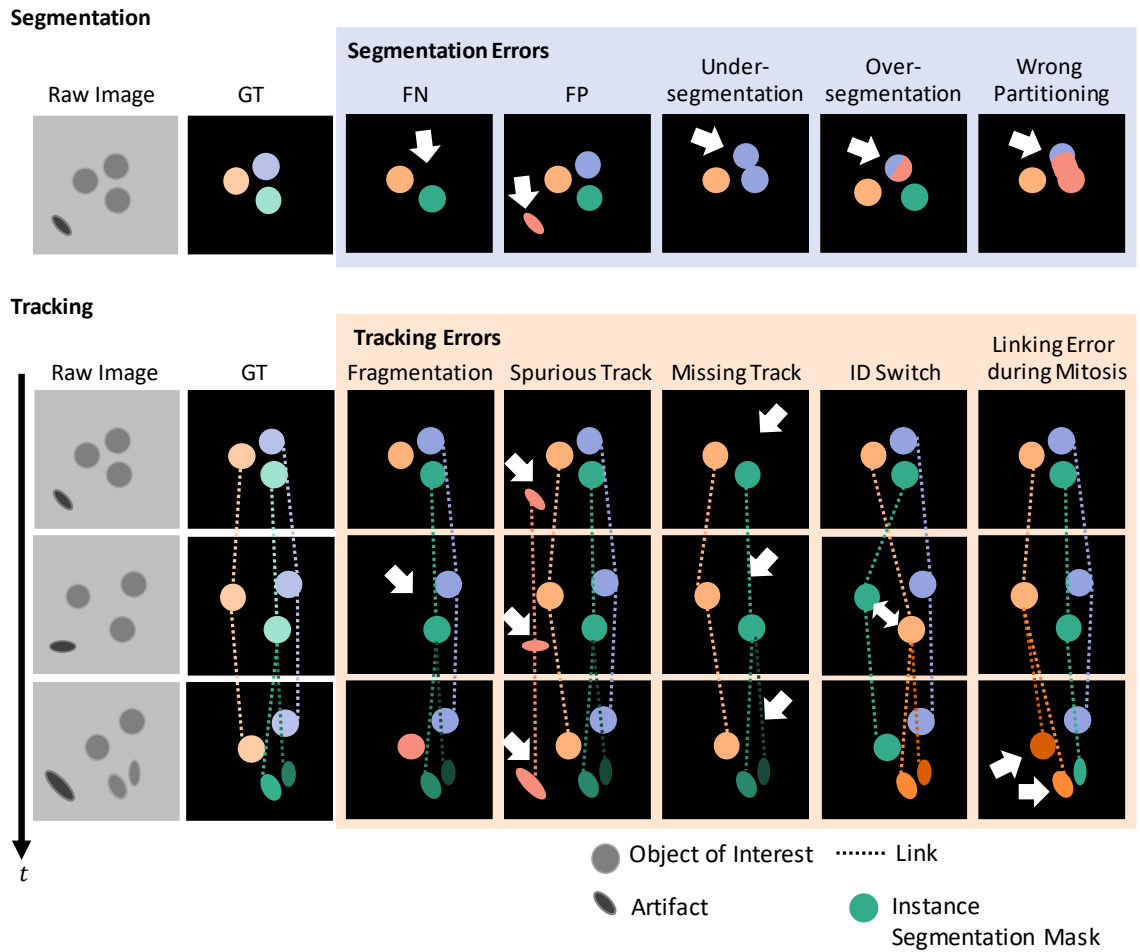 Segmentation
Segmentation Errors
Raw Image
GT
FN
FP
Under-
segmentation
Over-
segmentation
Wrong
Partitioning
Tracking
Tracking Errors
Raw Image
GT
Fragmentation
Spurious Track
Missing Track
ID Switch
Linking Error
during Mitosis
t
Object of Interest
Link
Artifact
Instance
Segmentation Mask